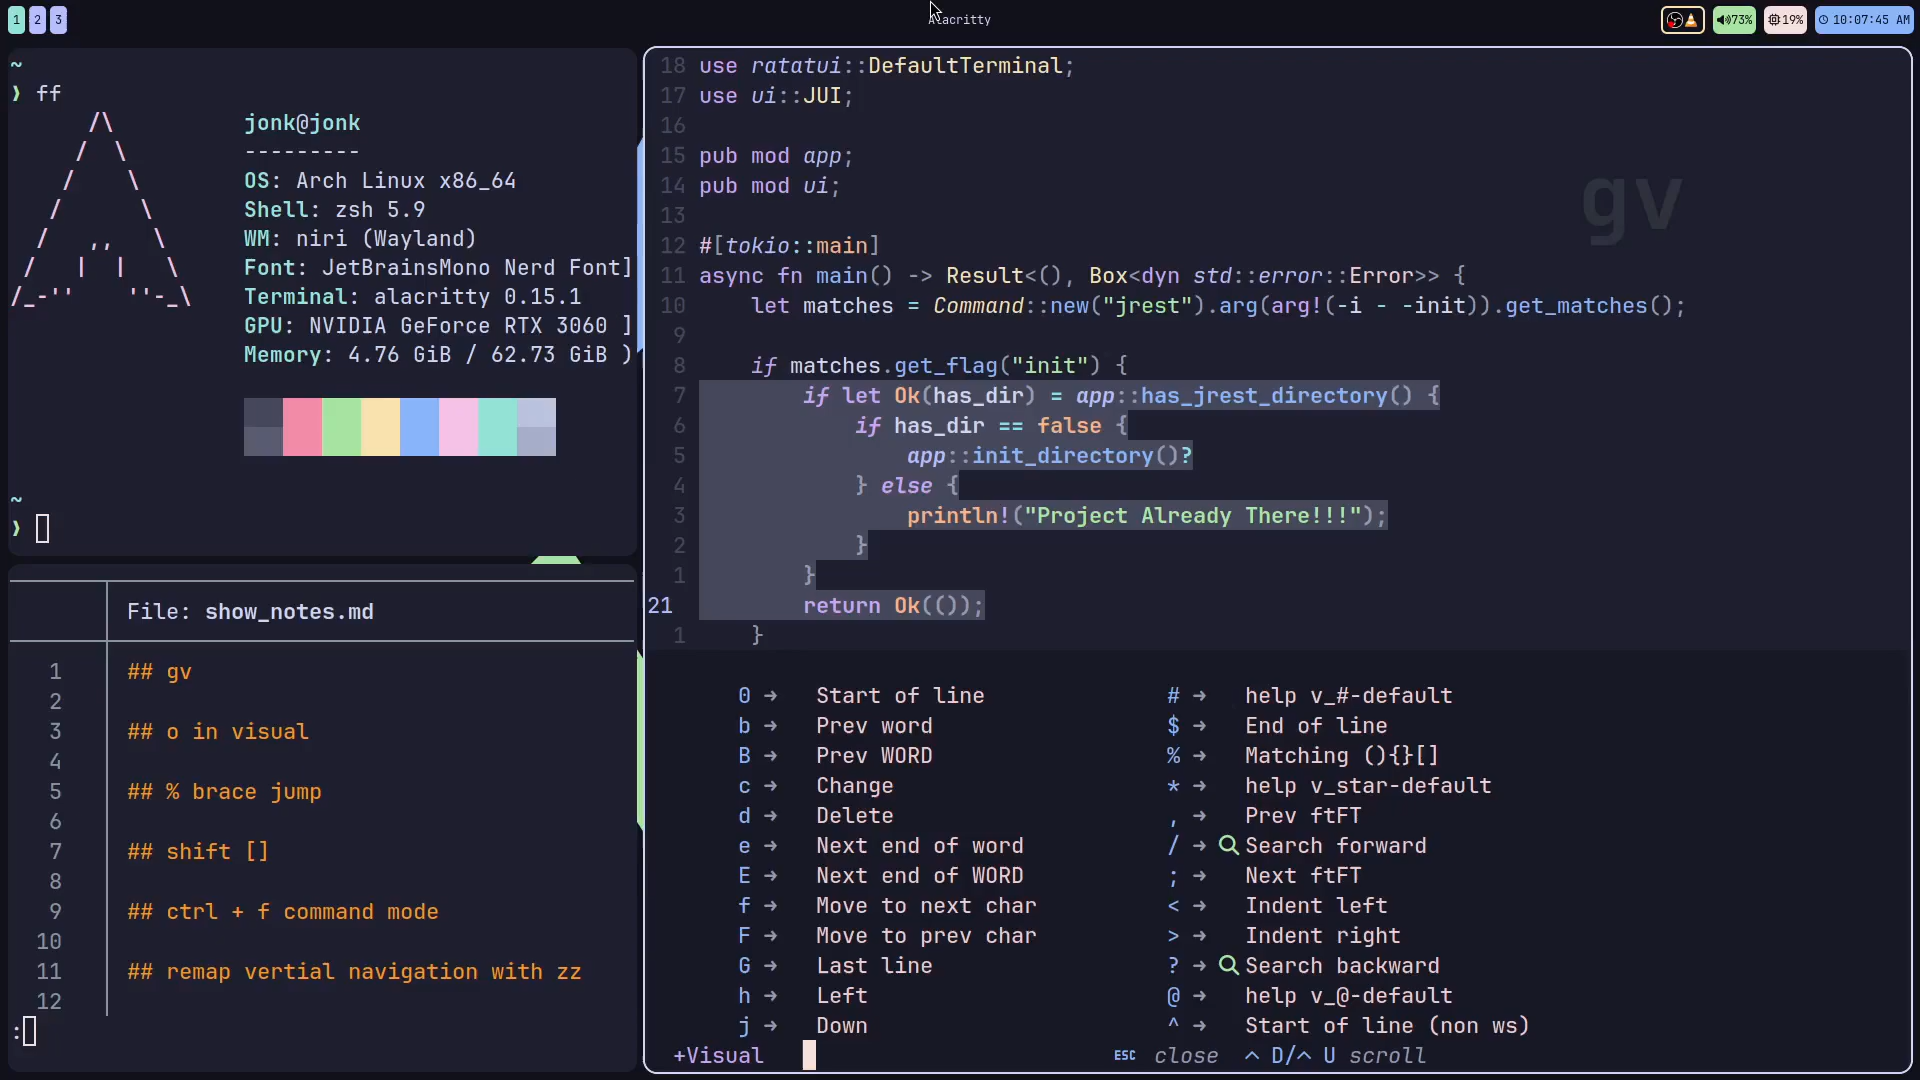 1 2 3
Alacritty
73% 19% 10:07:45 AM
~
❯ ff
jonk@jonk
---------
OS: Arch Linux x86_64
Shell: zsh 5.9
WM: niri (Wayland)
Font: JetBrainsMono Nerd Font]
Terminal: alacritty 0.15.1
GPU: NVIDIA GeForce RTX 3060 ]
Memory: 4.76 GiB / 62.73 GiB )
~
❯
File: show_notes.md
1 ## gv
2
3 ## o in visual
4
5 ## % brace jump
6
7 ## shift []
8
9 ## ctrl + f command mode
10
11 ## remap vertial navigation with zz
12
:
18 use ratatui::DefaultTerminal;
17 use ui::JUI;
16
15 pub mod app;
14 pub mod ui;
gv
13
12 #[tokio::main]
11 async fn main() -> Result<(), Box<dyn std::error::Error>> {
10     let matches = Command::new("jrest").arg(arg!(-i - -init)).get_matches();
9
8     if matches.get_flag("init") {
7         if let Ok(has_dir) = app::has_jrest_directory() {
6             if has_dir == false {
5                 app::init_directory()?
4             } else {
3                 println!("Project Already There!!!");
2             }
1         }
21         return Ok(());
1     }
0 → Start of line # → help v_#-default
b → Prev word $ → End of line
B → Prev WORD % → Matching (){}[]
c → Change * → help v_star-default
d → Delete , → Prev ftFT
e → Next end of word / → Search forward
E → Next end of WORD ; → Next ftFT
f → Move to next char < → Indent left
F → Move to prev char > → Indent right
G → Last line ? → Search backward
h → Left @ → help v_@-default
j → Down ^ → Start of line (non ws)
+Visual ESC close ^ D/^ U scroll